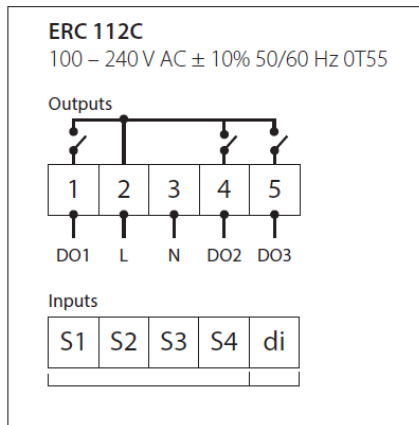 ERC 112C
100 – 240 V AC ± 10% 50/60 Hz 0T55
Outputs
1 2 3 4 5
DO1 L N DO2 DO3
Inputs
S1 S2 S3 S4 di